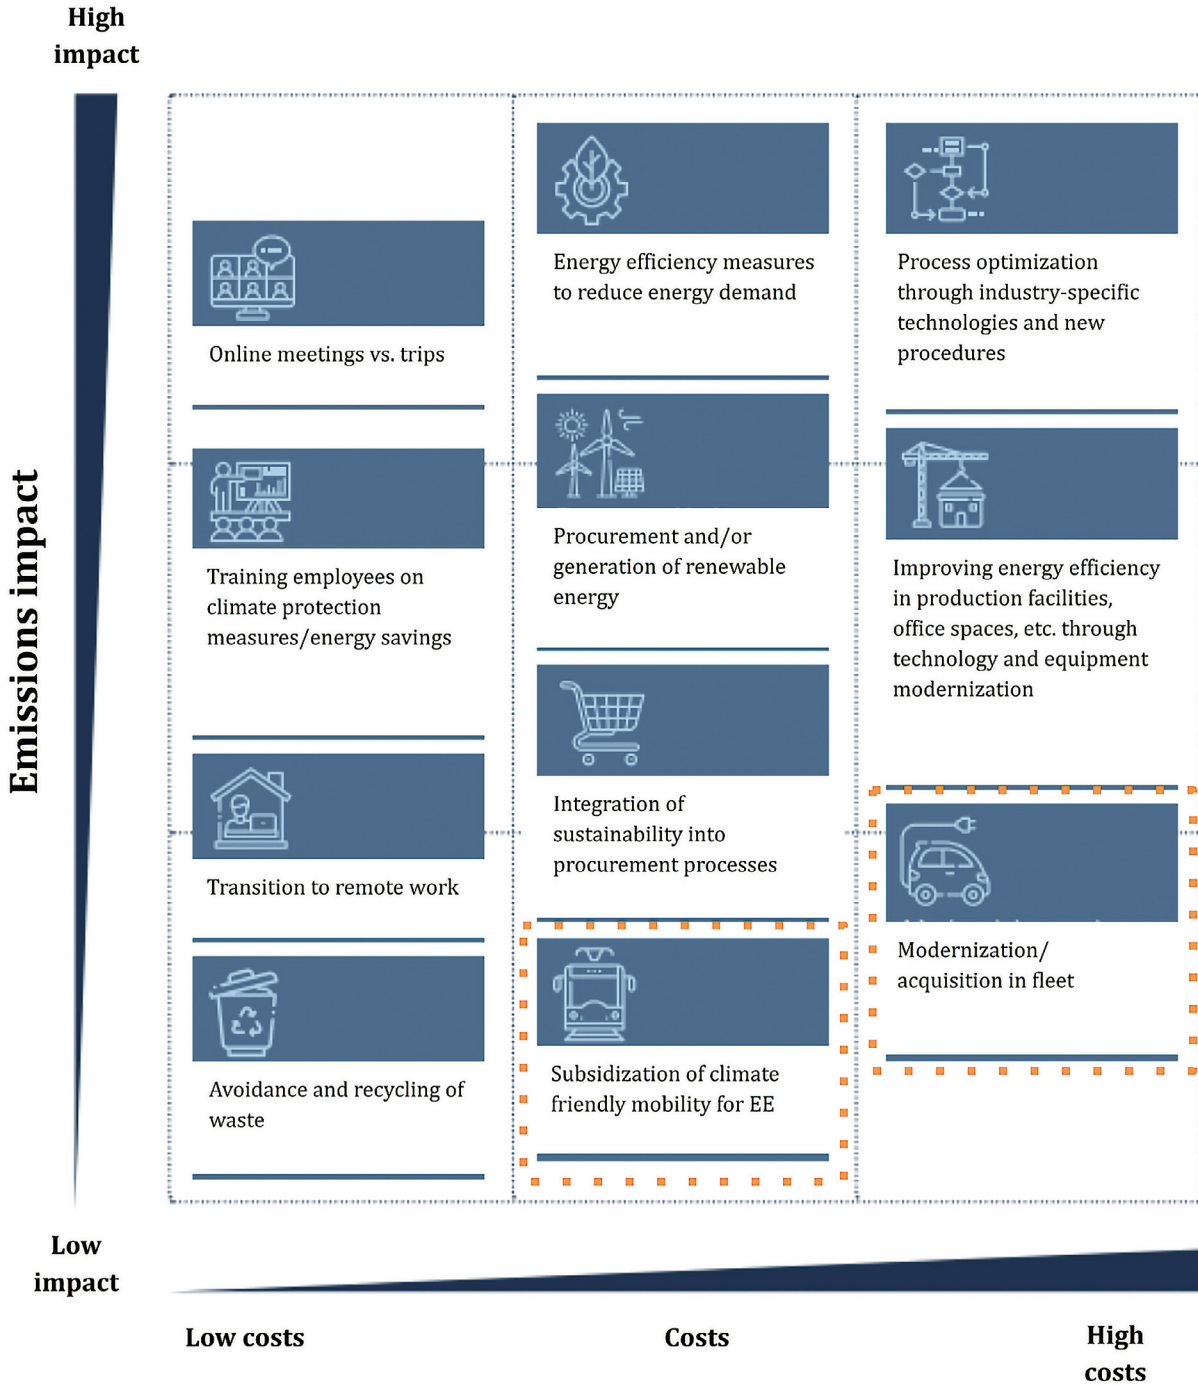 High
impact
Emissions impact
Online meetings vs. trips
Training employees on
climate protection
measures/energy savings
Transition to remote work
Avoidance and recycling of
waste
Energy efficiency measures
to reduce energy demand
Procurement and/or
generation of renewable
energy
Integration of
sustainability into
procurement processes
Subsidization of climate
friendly mobility for EE
Process optimization
through industry-specific
technologies and new
procedures
Improving energy efficiency
in production facilities,
office spaces, etc. through
technology and equipment
modernization
Modernization/
acquisition in fleet
Low
impact
Low costs
Costs
High
costs